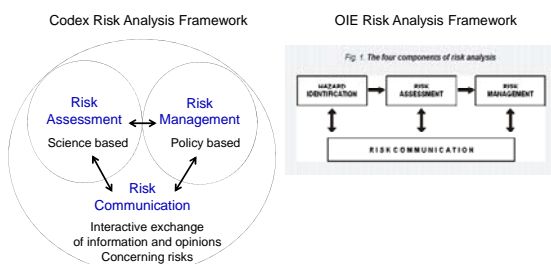 Codex Risk Analysis Framework
Risk
Assessment
Science based
Risk
Management
Policy based
Risk
Communication
Interactive exchange
of information and opinions
Concerning risks
OIE Risk Analysis Framework
Fig. 1. The four components of risk analysis
HAZARD
IDENTIFICATION
RISK
ASSESSMENT
RISK
MANAGEMENT
RISK COMMUNICATION